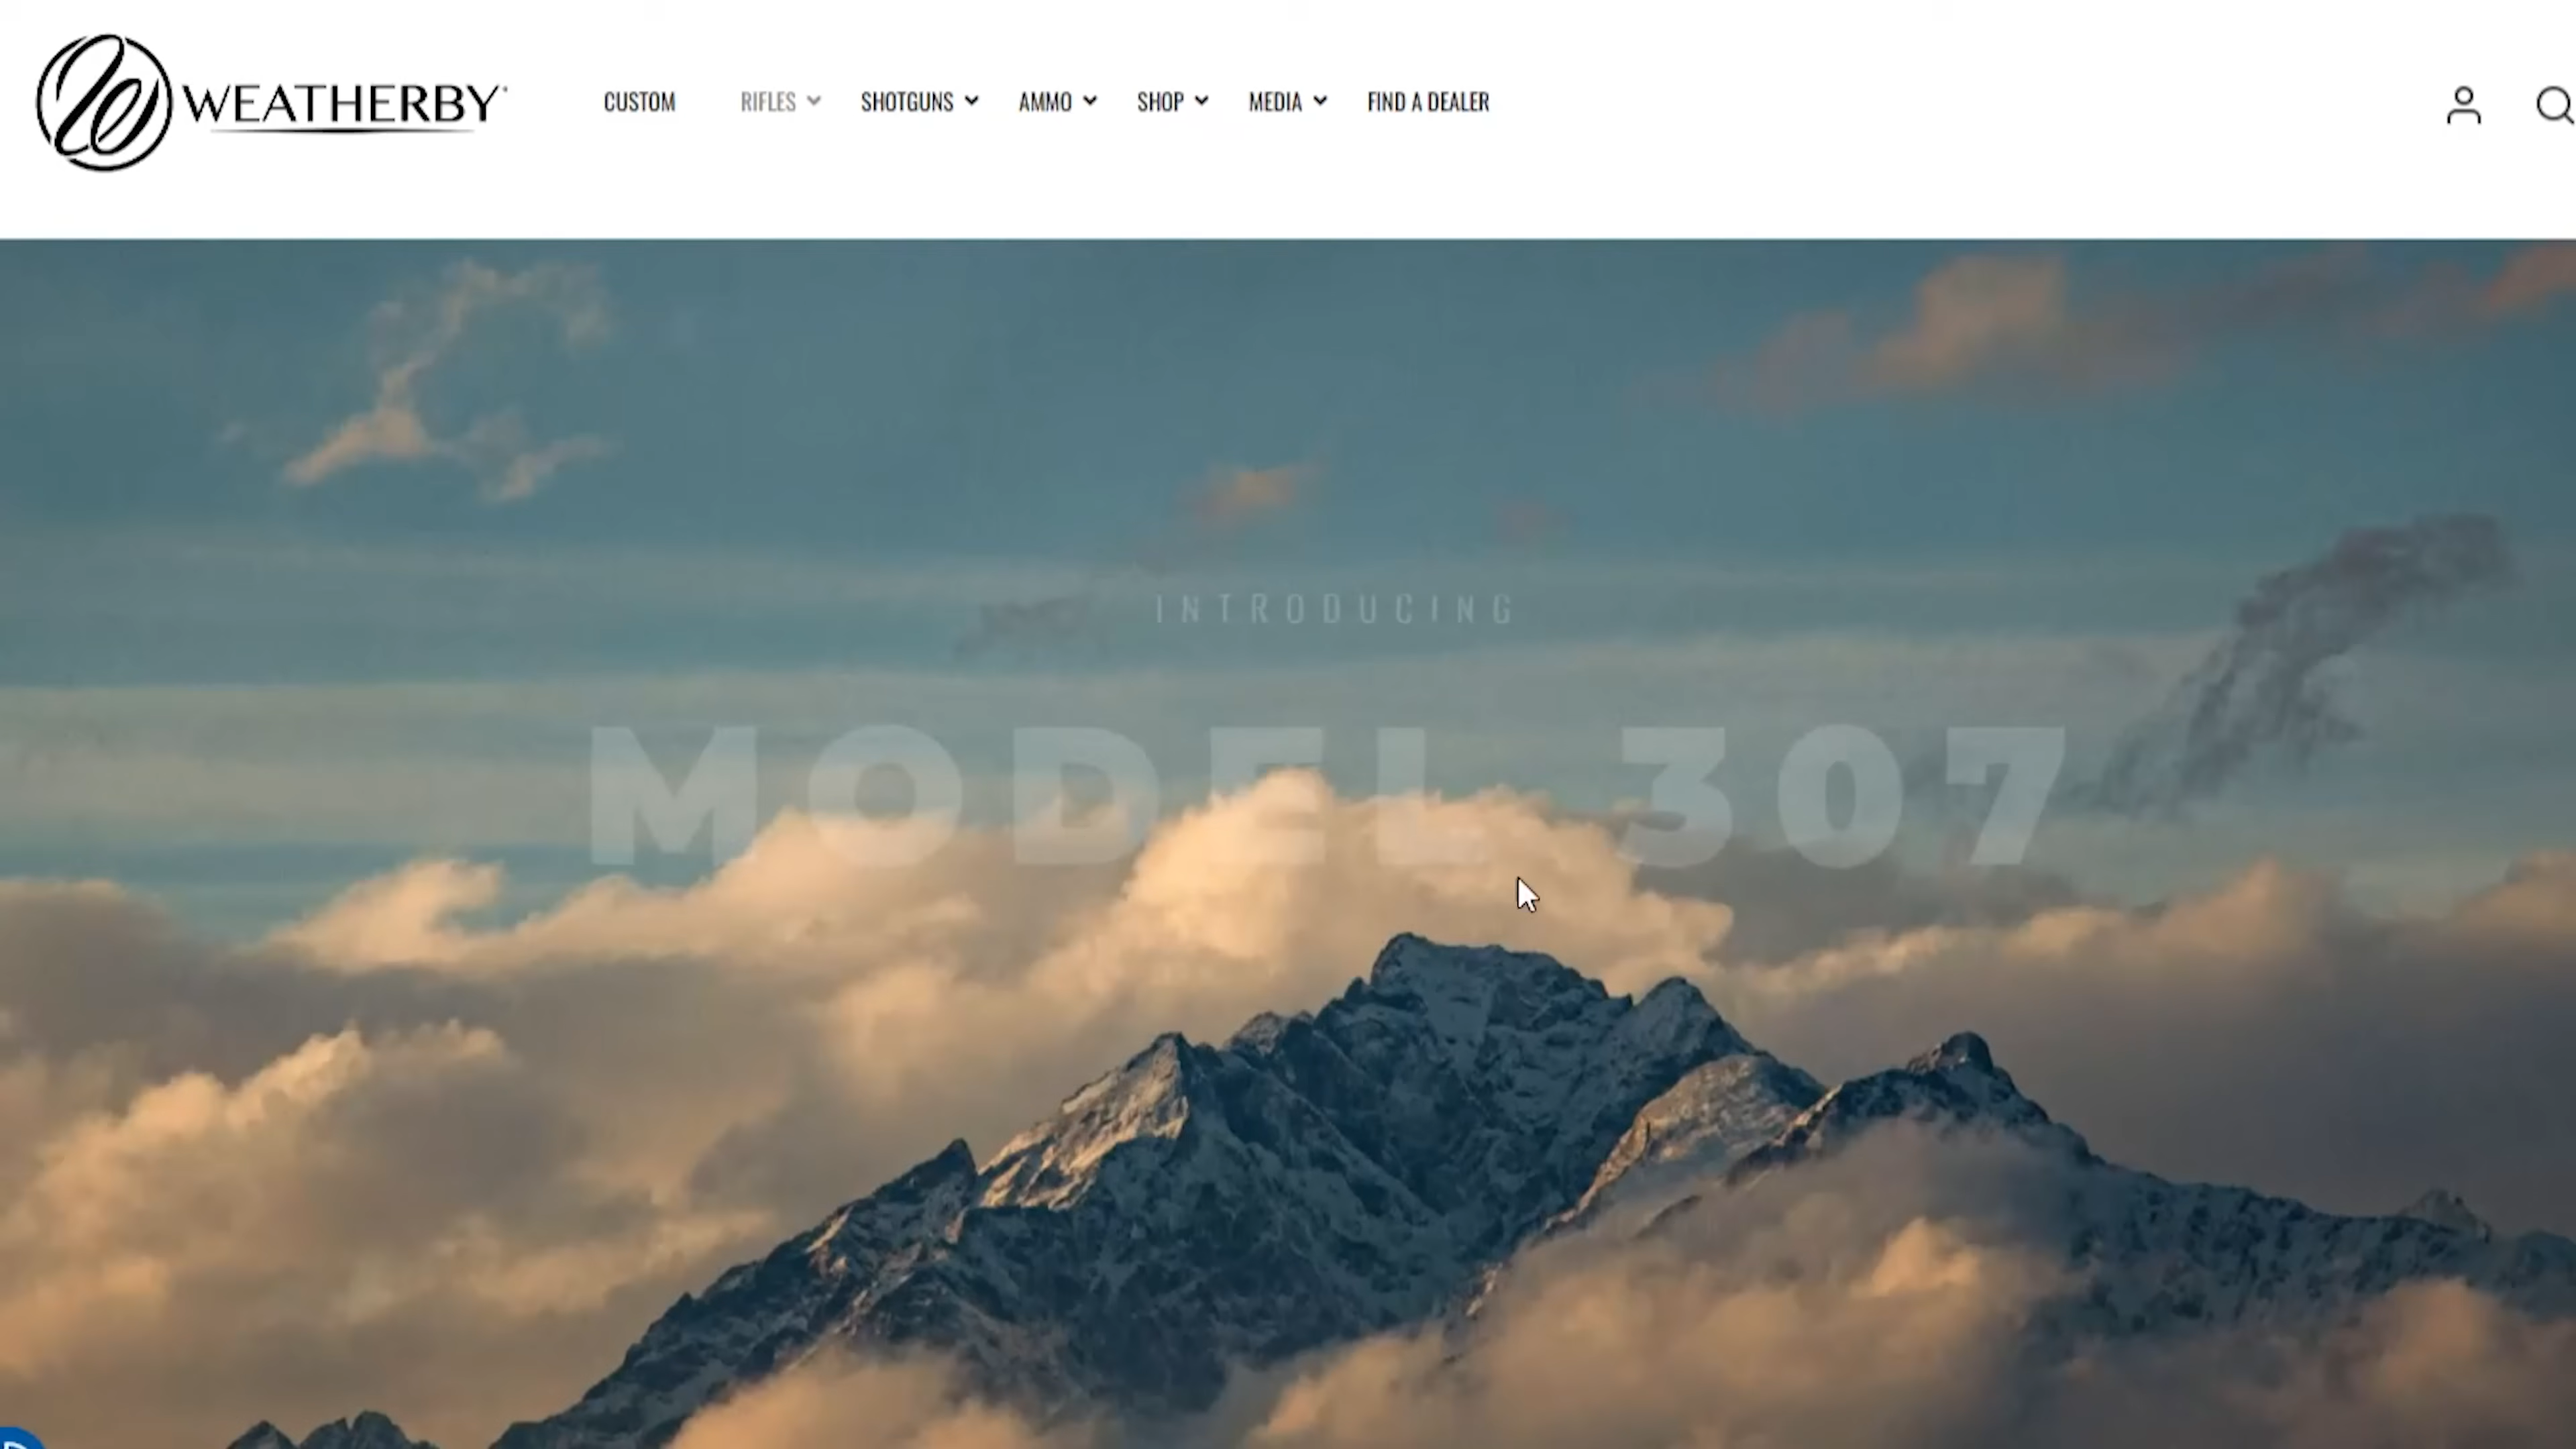 WEATHERBY
CUSTOM RIFLES SHOTGUNS AMMO SHOP MEDIA FIND A DEALER
INTRODUCING
MODEL 307